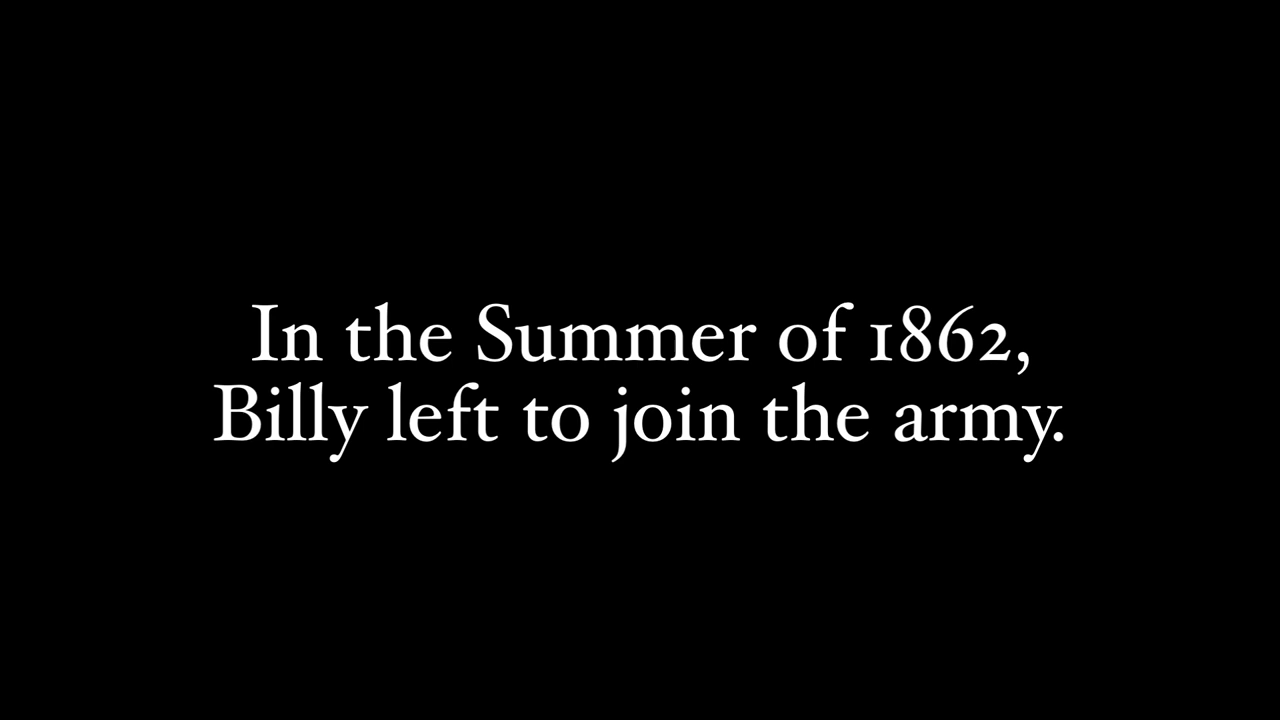 In the Summer of 1862,
Billy left to join the army.